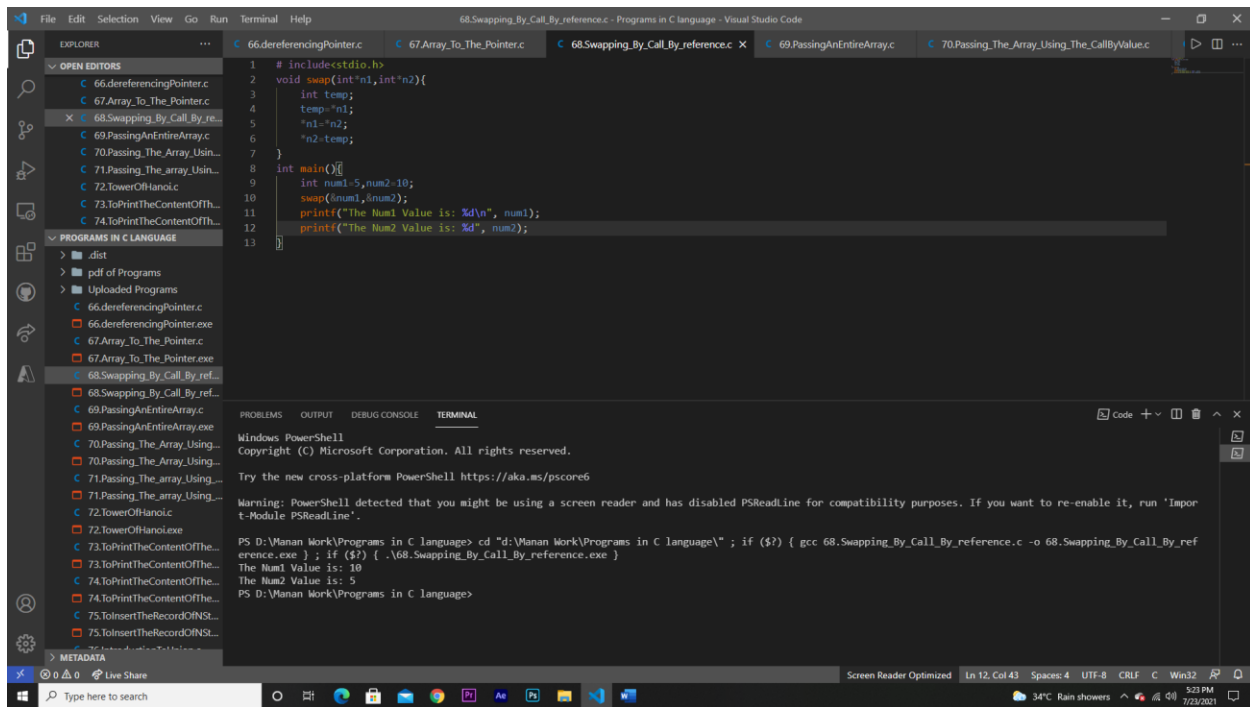 File Edit Selection View Go Run Terminal Help 68.Swapping_By_Call_By_reference.c - Programs in C language - Visual Studio Code
EXPLORER ...
66.dereferencingPointer.c 67.Array_To_The_Pointer.c 68.Swapping_By_Call_By_reference.c 69.PassingAnEntireArray.c 70.Passing_The_Array_Using_The_CallByValue.c
OPEN EDITORS
66.dereferencingPointer.c
67.Array_To_The_Pointer.c
68.Swapping_By_Call_By_re...
69.PassingAnEntireArray.c
70.Passing_The_Array_Usin...
71.Passing_The_array_Usin...
72.TowerOfHanoi.c
73.ToPrintTheContentOfTh...
74.ToPrintTheContentOfTh...
PROGRAMS IN C LANGUAGE
.dist
pdf of Programs
Uploaded Programs
66.dereferencingPointer.c
66.dereferencingPointer.exe
67.Array_To_The_Pointer.c
67.Array_To_The_Pointer.exe
68.Swapping_By_Call_By_ref...
68.Swapping_By_Call_By_ref...
69.PassingAnEntireArray.c
69.PassingAnEntireArray.exe
70.Passing_The_Array_Using...
70.Passing_The_Array_Using...
71.Passing_The_array_Using_...
71.Passing_The_array_Using_...
72.TowerOfHanoi.c
72.TowerOfHanoi.exe
73.ToPrintTheContentOfThe...
73.ToPrintTheContentOfThe...
74.ToPrintTheContentOfThe...
74.ToPrintTheContentOfThe...
75.ToInsertTheRecordOfNSt...
75.ToInsertTheRecordOfNSt...
METADATA
1 # include<stdio.h>
2 void swap(int*n1,int*n2){
3 int temp;
4 temp=*n1;
5 *n1=*n2;
6 *n2=temp;
7 }
8 int main(){
9 int num1=5,num2=10;
10 swap(&num1,&num2);
11 printf("The Num1 Value is: %d\n", num1);
12 printf("The Num2 Value is: %d", num2);
13 }
PROBLEMS OUTPUT DEBUG CONSOLE TERMINAL Code
Windows PowerShell
Copyright (C) Microsoft Corporation. All rights reserved.
Try the new cross-platform PowerShell https://aka.ms/pscore6
Warning: PowerShell detected that you might be using a screen reader and has disabled PSReadLine for compatibility purposes. If you want to re-enable it, run 'Impor
t-Module PSReadLine'.
PS D:\Manan Work\Programs in C language> cd "d:\Manan Work\Programs in C language\" ; if ($?) { gcc 68.Swapping_By_Call_By_reference.c -o 68.Swapping_By_Call_By_ref
erence.exe } ; if ($?) { .\68.Swapping_By_Call_By_reference.exe }
The Num1 Value is: 10
The Num2 Value is: 5
PS D:\Manan Work\Programs in C language>
0 0 Live Share Screen Reader Optimized Ln 12, Col 43 Spaces: 4 UTF-8 CRLF C Win32
Type here to search Pr Ae Ps 34°C Rain showers 5:23 PM
7/23/2021